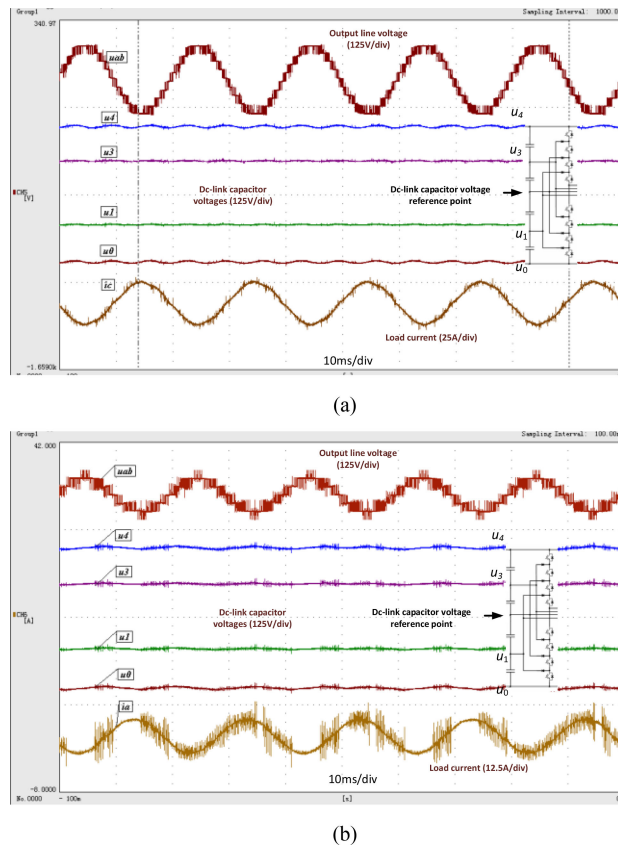 Group1 Sampling Interval: 1000.0
348.97
Output line voltage
(125V/div)
uab
u4
u4
u3
u3
CH5
[V]
Dc-link capacitor
voltages (125V/div)
Dc-link capacitor voltage
reference point
u1
u1
u0
u0
ic
Load current (25A/div)
10ms/div
(a)
Group1 Sampling Interval: 100.00
42.000
Output line voltage
(125V/div)
uab
u4
u4
u3
u3
CH5
[A]
Dc-link capacitor
voltages (125V/div)
Dc-link capacitor voltage
reference point
u1
u1
u0
u0
ia
Load current (12.5A/div)
10ms/div
-8.0000
No.0000 - 100m [s]
(b)